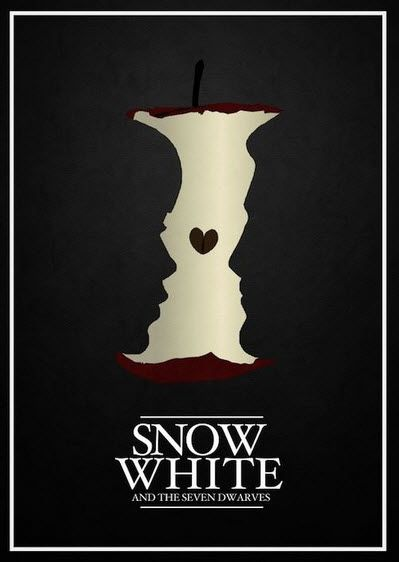 SNOW
WHITE
AND THE SEVEN DWARVES